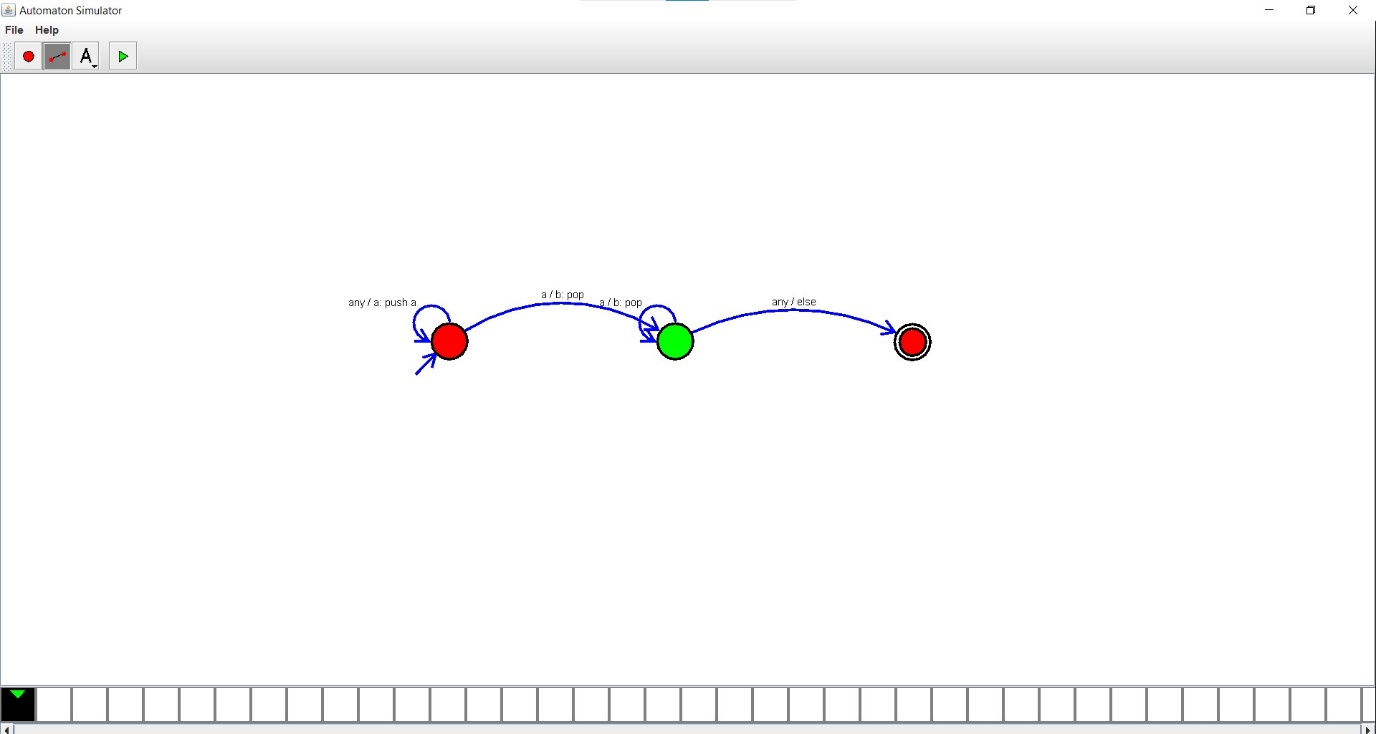 Automaton Simulator
File Help
A
any / a: push a
a / b: pop
a / b: pop
any / else